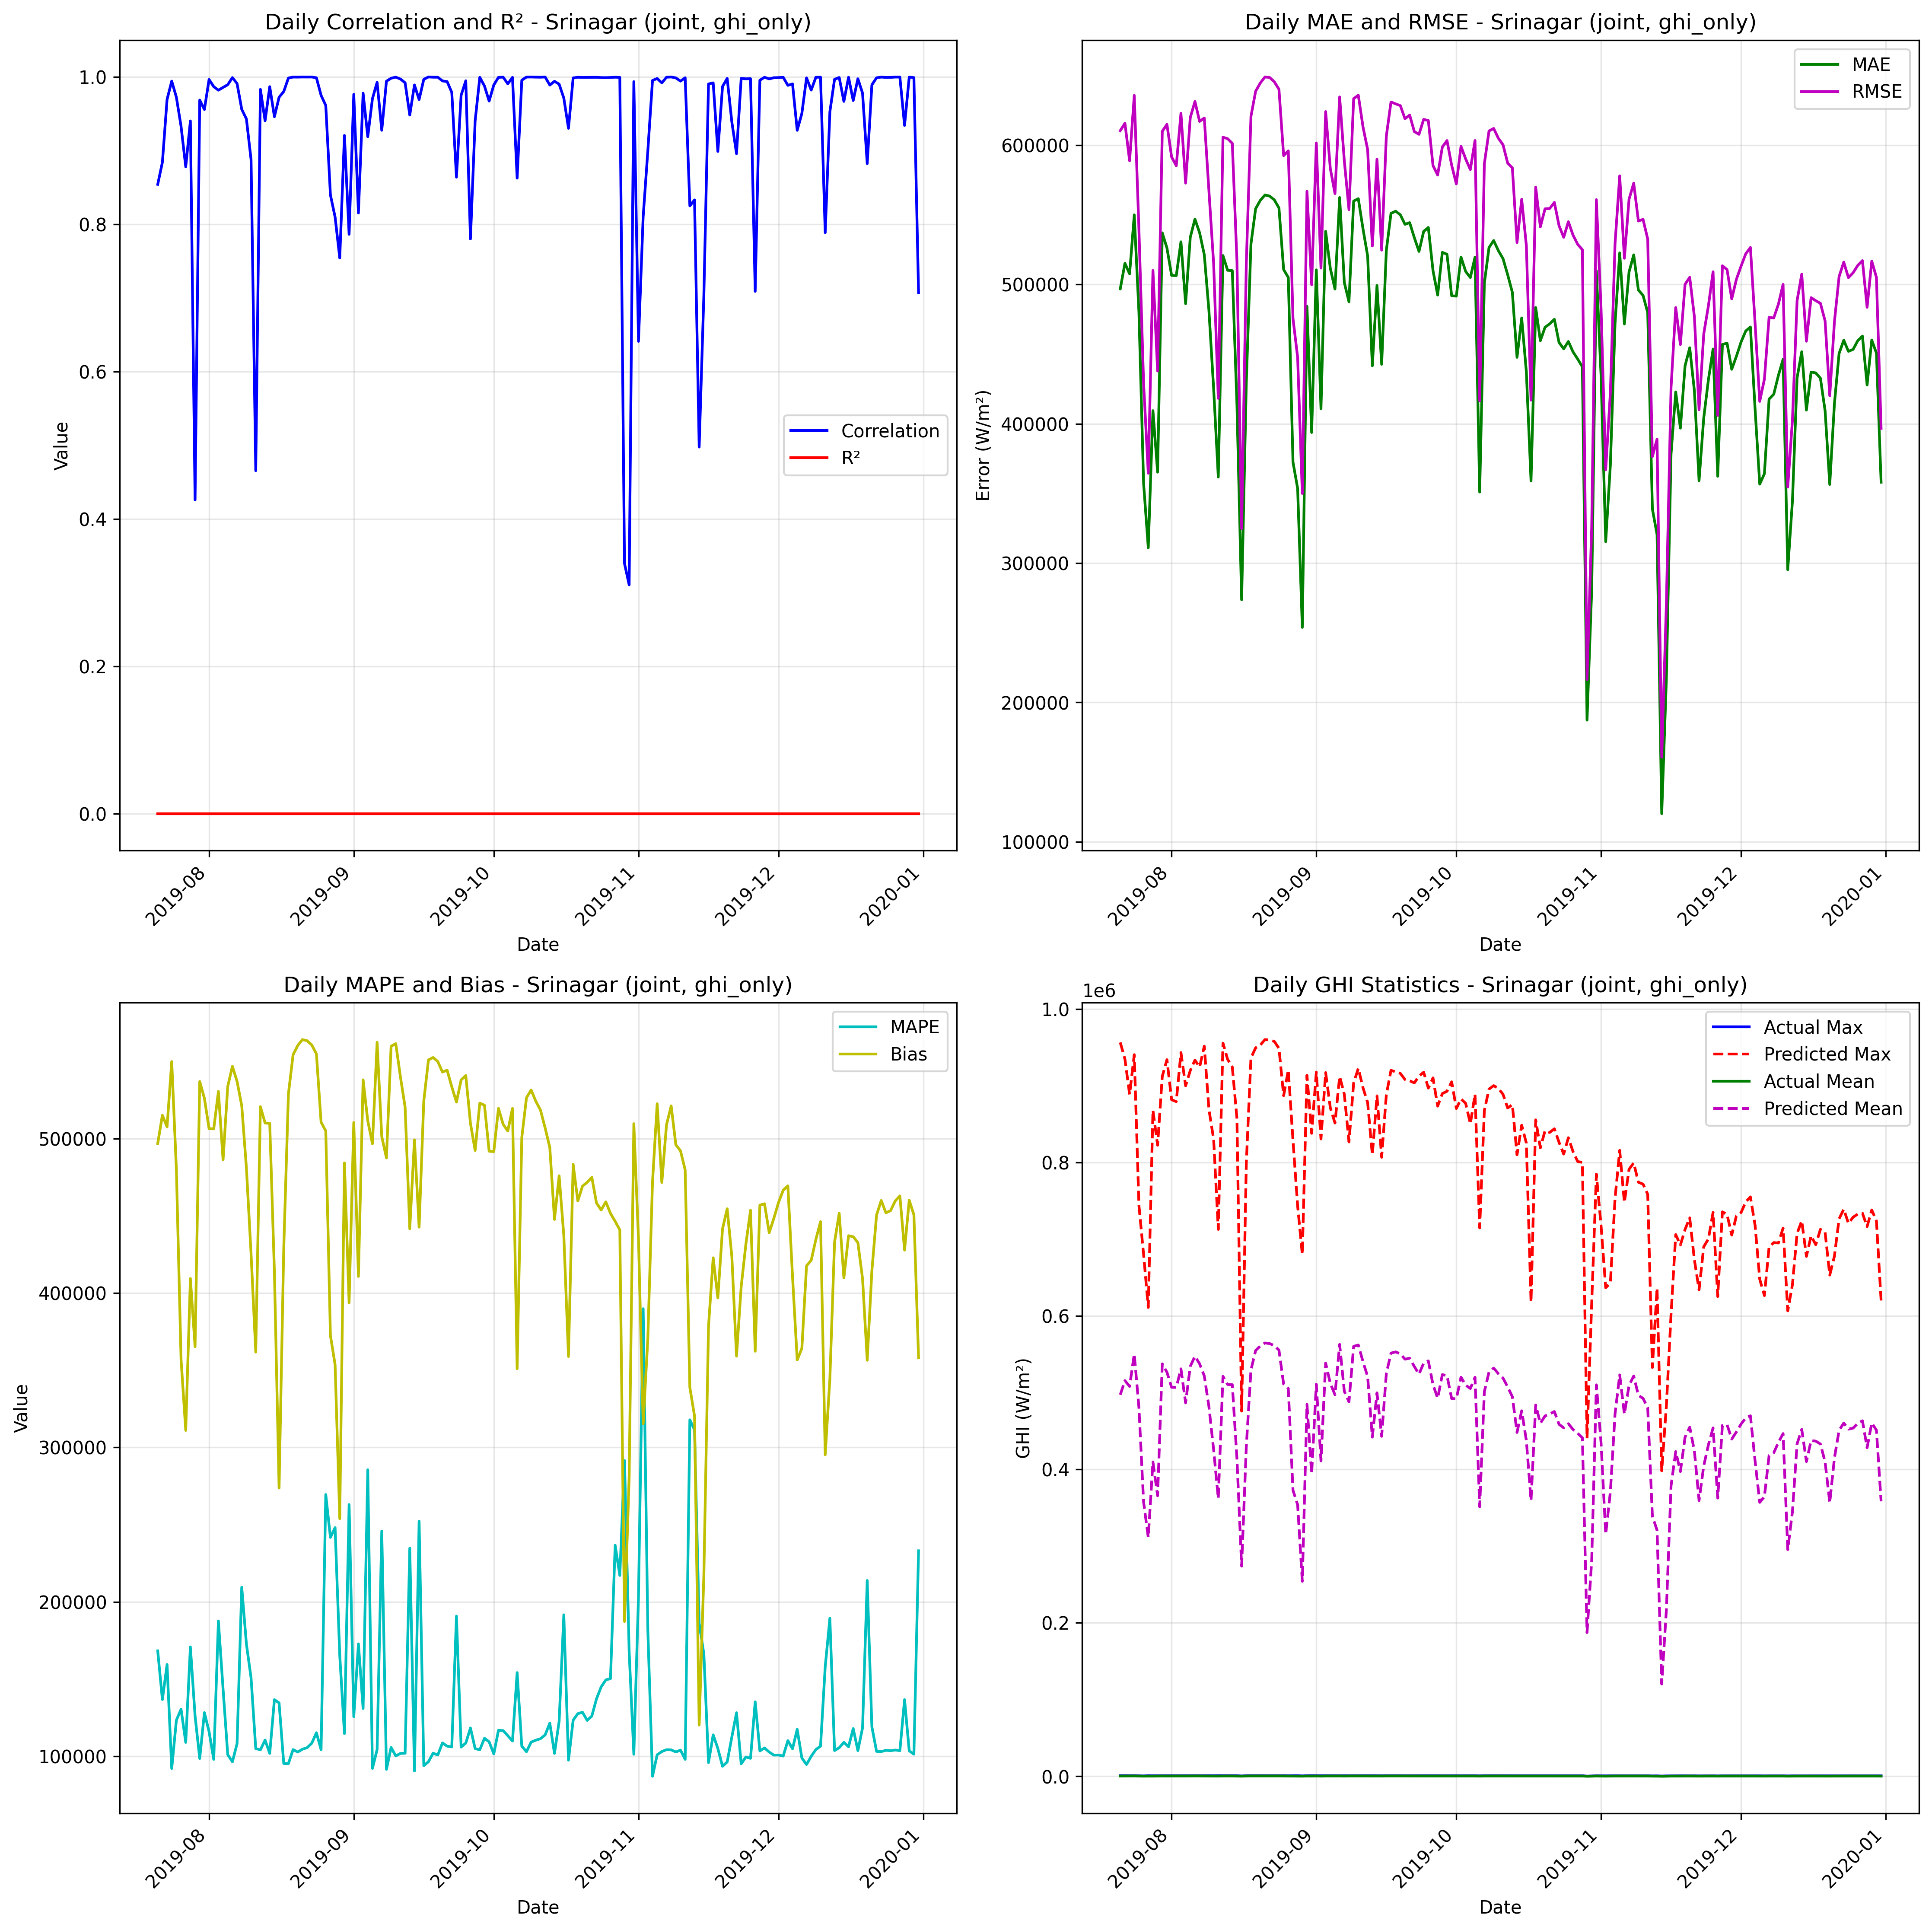 Daily Correlation and R² - Srinagar (joint, ghi_only)
1.0
0.8
0.6
0.4
0.2
0.0
Value
Correlation
R²
2019-08
2019-09
2019-10
2019-11
2019-12
2020-01
Date
Daily MAE and RMSE - Srinagar (joint, ghi_only)
MAE
RMSE
600000
500000
400000
300000
200000
100000
Error (W/m²)
2019-08
2019-09
2019-10
2019-11
2019-12
2020-01
Date
Daily MAPE and Bias - Srinagar (joint, ghi_only)
MAPE
Bias
500000
400000
300000
200000
100000
Value
2019-08
2019-09
2019-10
2019-11
2019-12
2020-01
Date
Daily GHI Statistics - Srinagar (joint, ghi_only)
1e6
Actual Max
Predicted Max
Actual Mean
Predicted Mean
1.0
0.8
0.6
0.4
0.2
0.0
GHI (W/m²)
2019-08
2019-09
2019-10
2019-11
2019-12
2020-01
Date